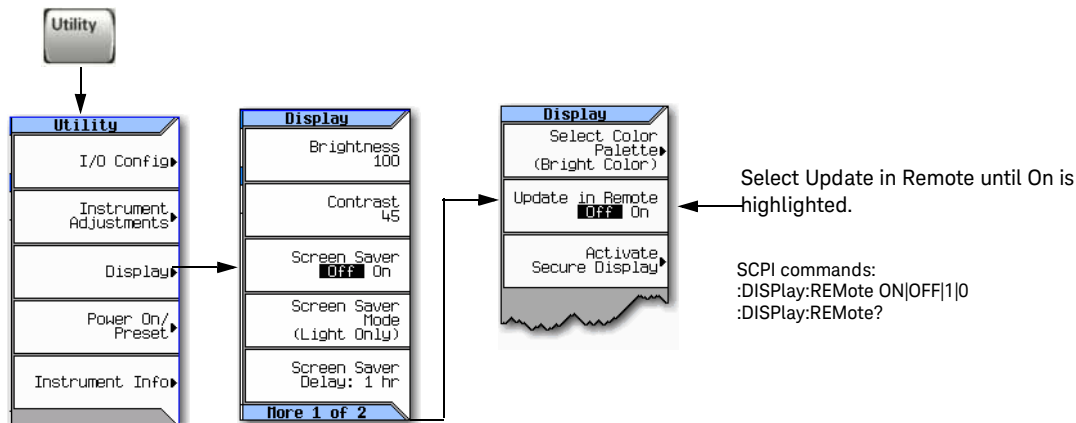 Utility
Utility
I/O Config
Instrument
Adjustments
Display
Power On/
Preset
Instrument Info
Display
Brightness
100
Contrast
45
Screen Saver
Off On
Screen Saver
Mode
(Light Only)
Screen Saver
Delay: 1 hr
More 1 of 2
Display
Select Color
Palette
(Bright Color)
Update in Remote
Off On
Activate
Secure Display
Select Update in Remote until On is
highlighted.
SCPI commands:
:DISPlay:REMote ON|OFF|1|0
:DISPlay:REMote?